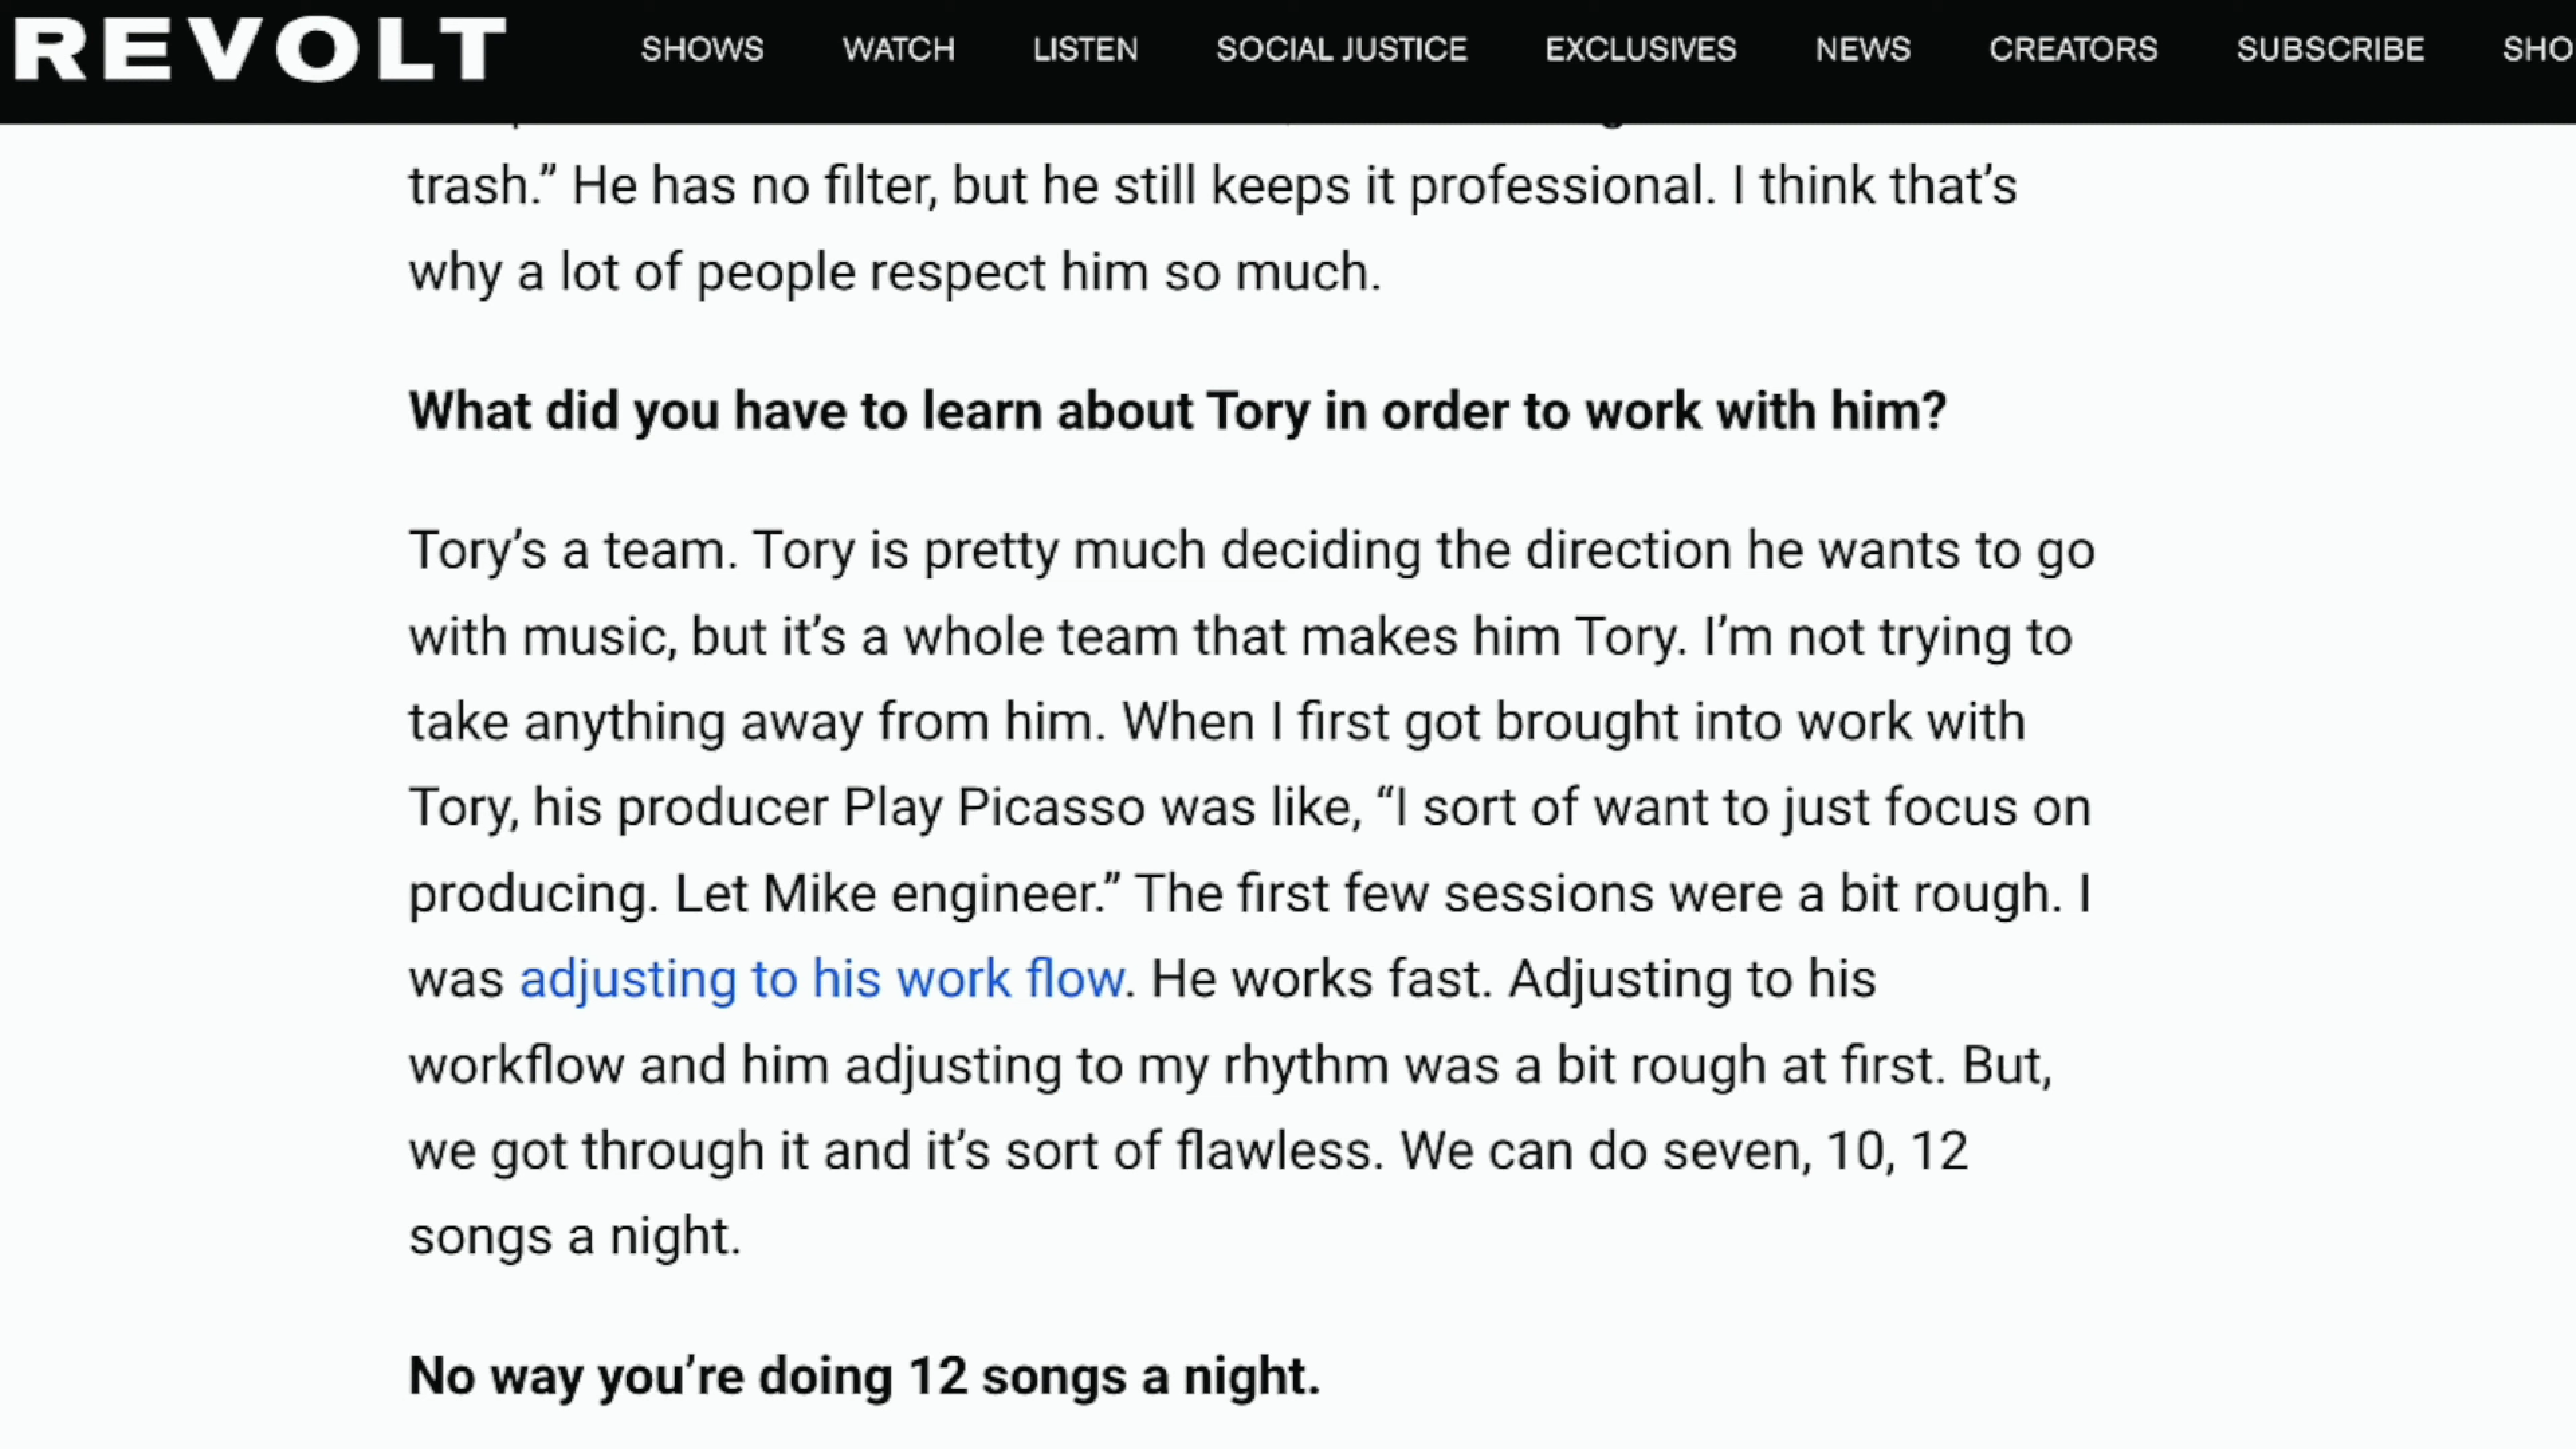 REVOLT SHOWS WATCH LISTEN SOCIAL JUSTICE EXCLUSIVES NEWS CREATORS SUBSCRIBE SHO
trash.” He has no filter, but he still keeps it professional. I think that’s
why a lot of people respect him so much.
What did you have to learn about Tory in order to work with him?
Tory’s a team. Tory is pretty much deciding the direction he wants to go
with music, but it’s a whole team that makes him Tory. I’m not trying to
take anything away from him. When I first got brought into work with
Tory, his producer Play Picasso was like, “I sort of want to just focus on
producing. Let Mike engineer.” The first few sessions were a bit rough. I
was adjusting to his work flow. He works fast. Adjusting to his
workflow and him adjusting to my rhythm was a bit rough at first. But,
we got through it and it’s sort of flawless. We can do seven, 10, 12
songs a night.
No way you’re doing 12 songs a night.